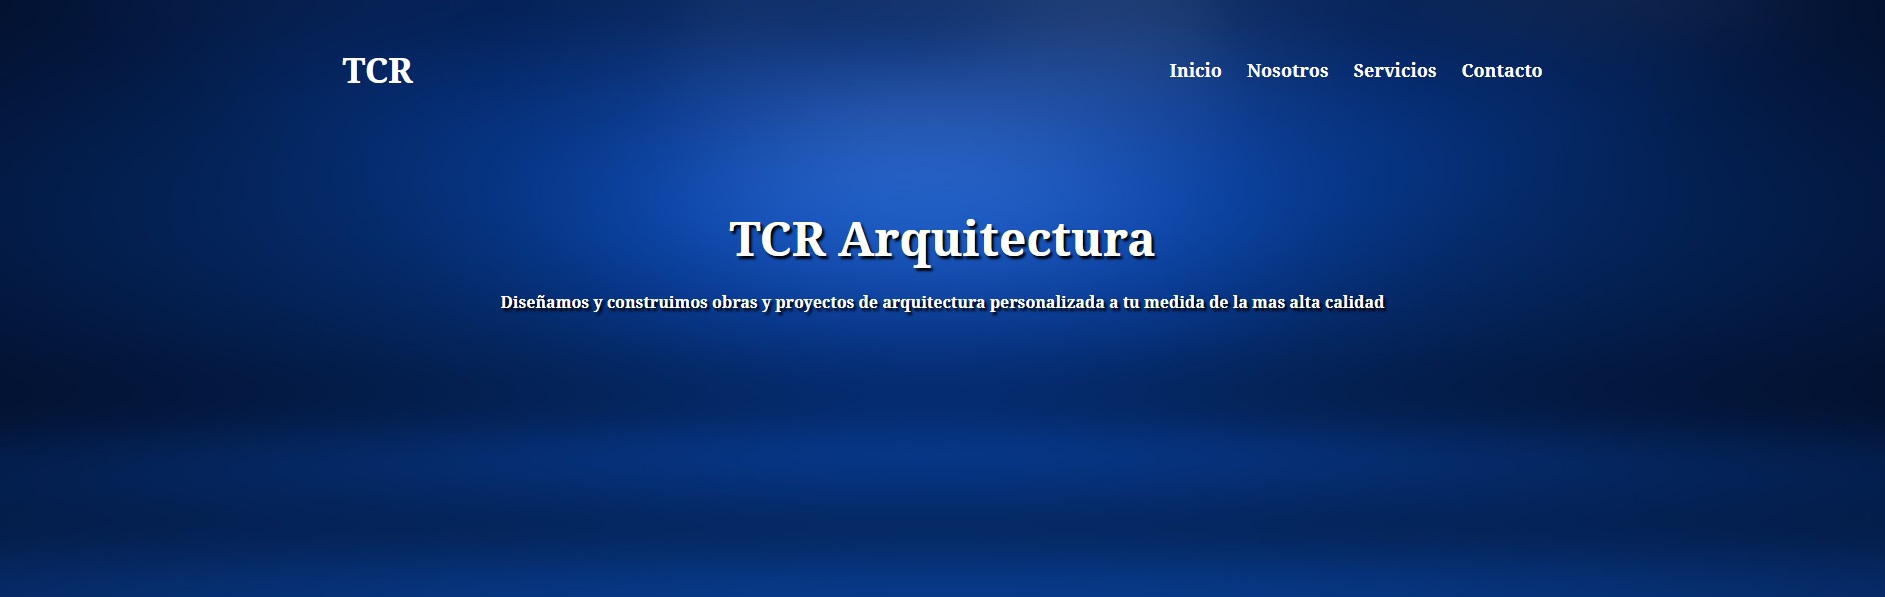 TCR
Inicio Nosotros Servicios Contacto
TCR Arquitectura
Diseñamos y construimos obras y proyectos de arquitectura personalizada a tu medida de la mas alta calidad